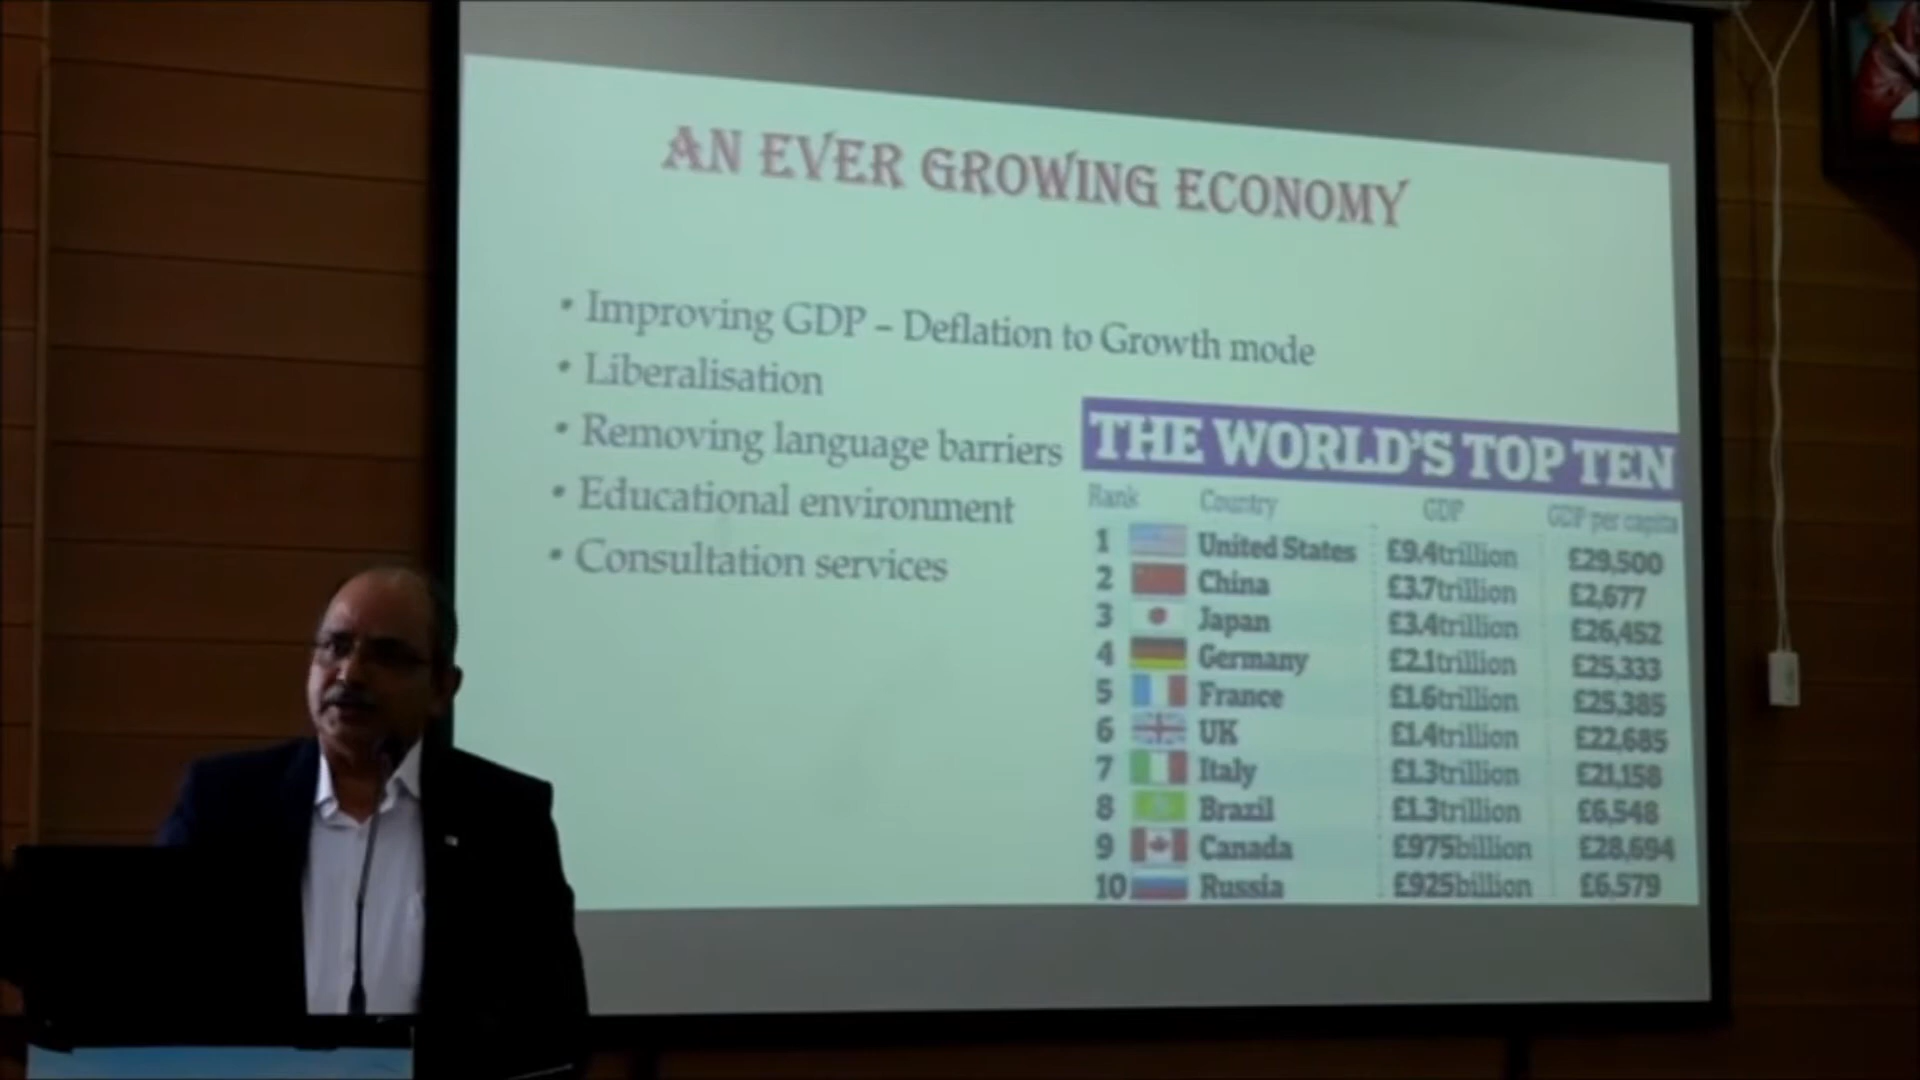 AN EVER GROWING ECONOMY
• Improving GDP – Deflation to Growth mode
• Liberalisation
• Removing language barriers
• Educational environment
• Consultation services
THE WORLD'S TOP TEN
Rank Country GDP GDP per capita
1 United States £9.4trillion £29,500
2 China £3.7trillion £2,677
3 Japan £3.4trillion £26,452
4 Germany £2.1trillion £25,333
5 France £1.6trillion £25,385
6 UK £1.4trillion £22,685
7 Italy £1.3trillion £21,158
8 Brazil £1.3trillion £6,548
9 Canada £975billion £28,694
10 Russia £925billion £6,579